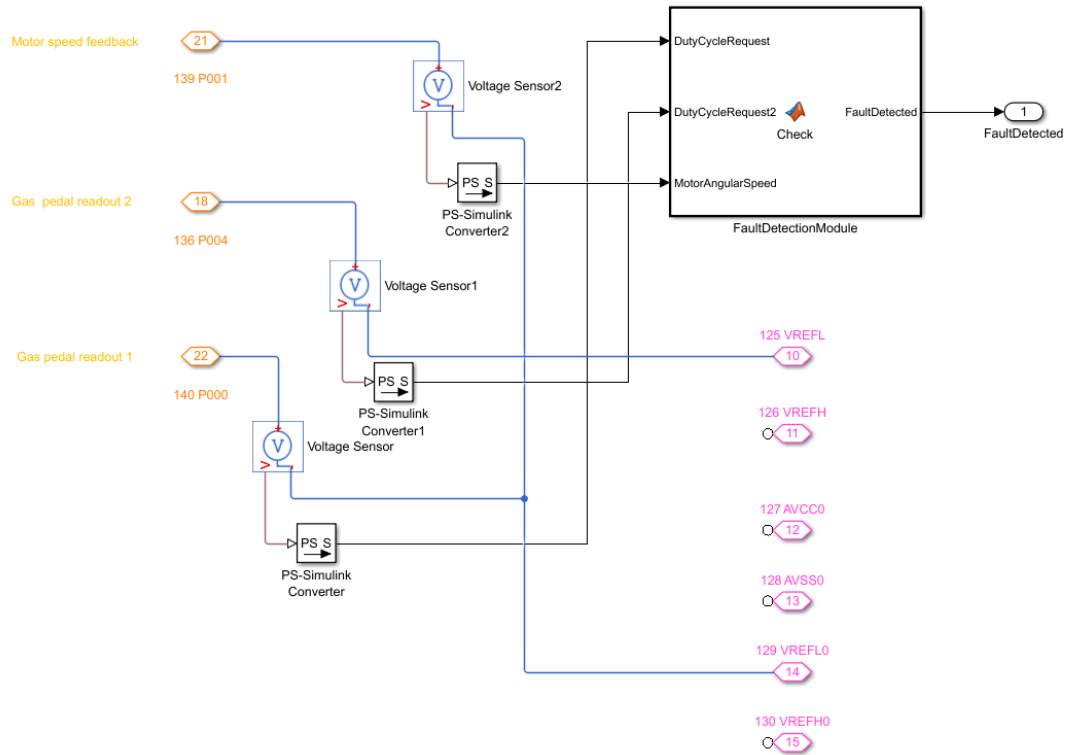 Motor speed feedback
21
139 P001
V
Voltage Sensor2
PS S
PS-Simulink
Converter2
DutyCycleRequest
DutyCycleRequest2
MotorAngularSpeed
Check
FaultDetected
FaultDetectionModule
1
FaultDetected
Gas  pedal readout 2
18
136 P004
V
Voltage Sensor1
PS S
PS-Simulink
Converter1
Gas pedal readout 1
22
140 P000
V
Voltage Sensor
PS S
PS-Simulink
Converter
125 VREFL
10
126 VREFH
11
127 AVCC0
12
128 AVSS0
13
129 VREFL0
14
130 VREFH0
15